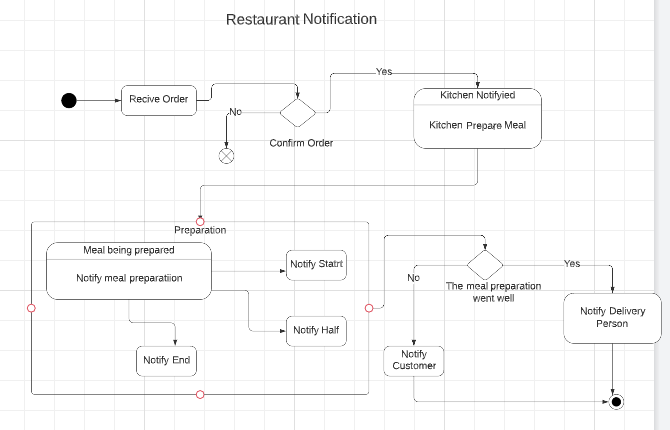 Restaurant Notification
Yes
Recive Order
No
Confirm Order
Kitchen Notifyied
Kitchen Prepare Meal
Preparation
Meal being prepared
Notify meal preparatiion
Notify Statrt
Notify Half
Notify End
No
The meal preparation
went well
Yes
Notify
Customer
Notify Delivery
Person